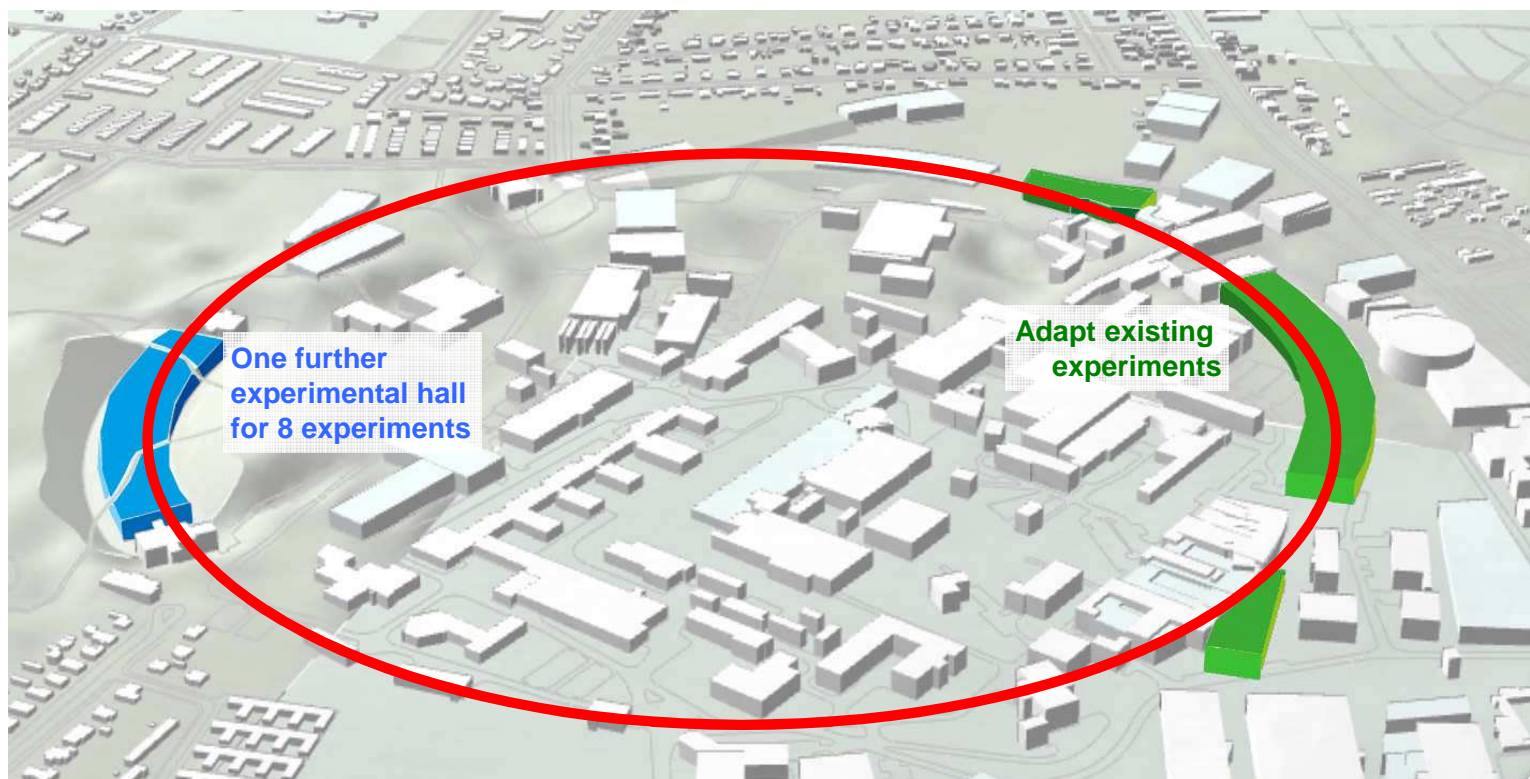 One further
experimental hall
for 8 experiments
Adapt existing
experiments